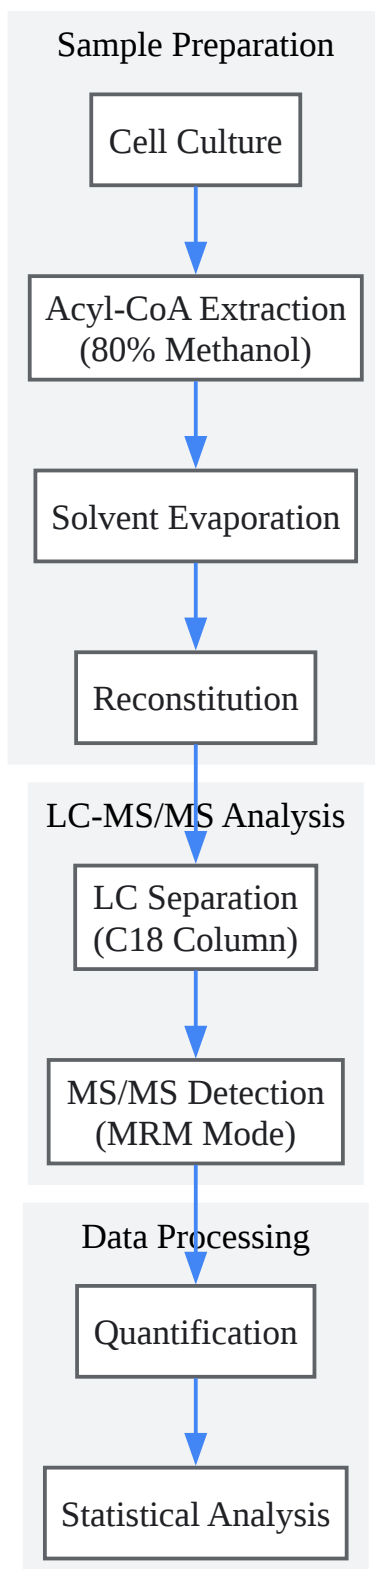 Sample Preparation
Cell Culture
Acyl-CoA Extraction
(80% Methanol)
Solvent Evaporation
Reconstitution
LC-MS/MS Analysis
LC Separation
(C18 Column)
MS/MS Detection
(MRM Mode)
Data Processing
Quantification
Statistical Analysis